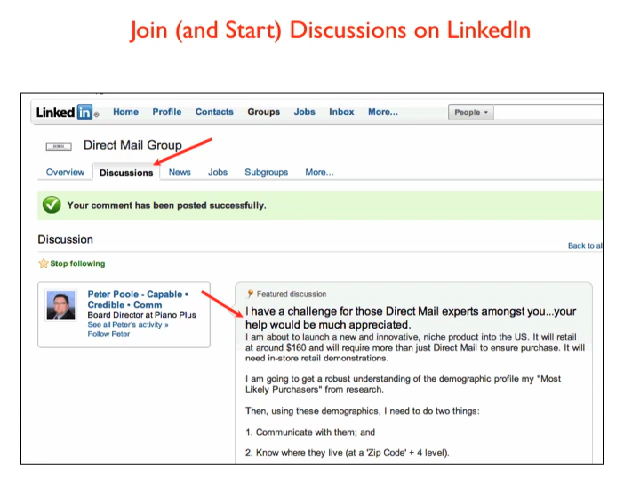 Join (and Start) Discussions on LinkedIn
Linked in
Home Profile Contacts Groups Jobs Inbox More... People
Direct Mail Group
Overview Discussions News Jobs Subgroups More...
Your comment has been posted successfully.
Discussion
Back to al
Stop following
Peter Poole - Capable •
Credible • Comm
Board Director at Piano Plus
See all Peter's activity »
Follow Peter
Featured discussion
I have a challenge for those Direct Mail experts amongst you...your
help would be much appreciated.
I am about to launch a new and innovative, niche product into the US. It will retail
at around $160 and will require more than just Direct Mail to ensure purchase. It will
need in-store retail demonstrations.
I am going to get a robust understanding of the demographic profile my "Most
Likely Purchasers" from research.
Then, using these demographics, I need to do two things:
1. Communicate with them; and
2. Know where they live (at a 'Zip Code' + 4 level).